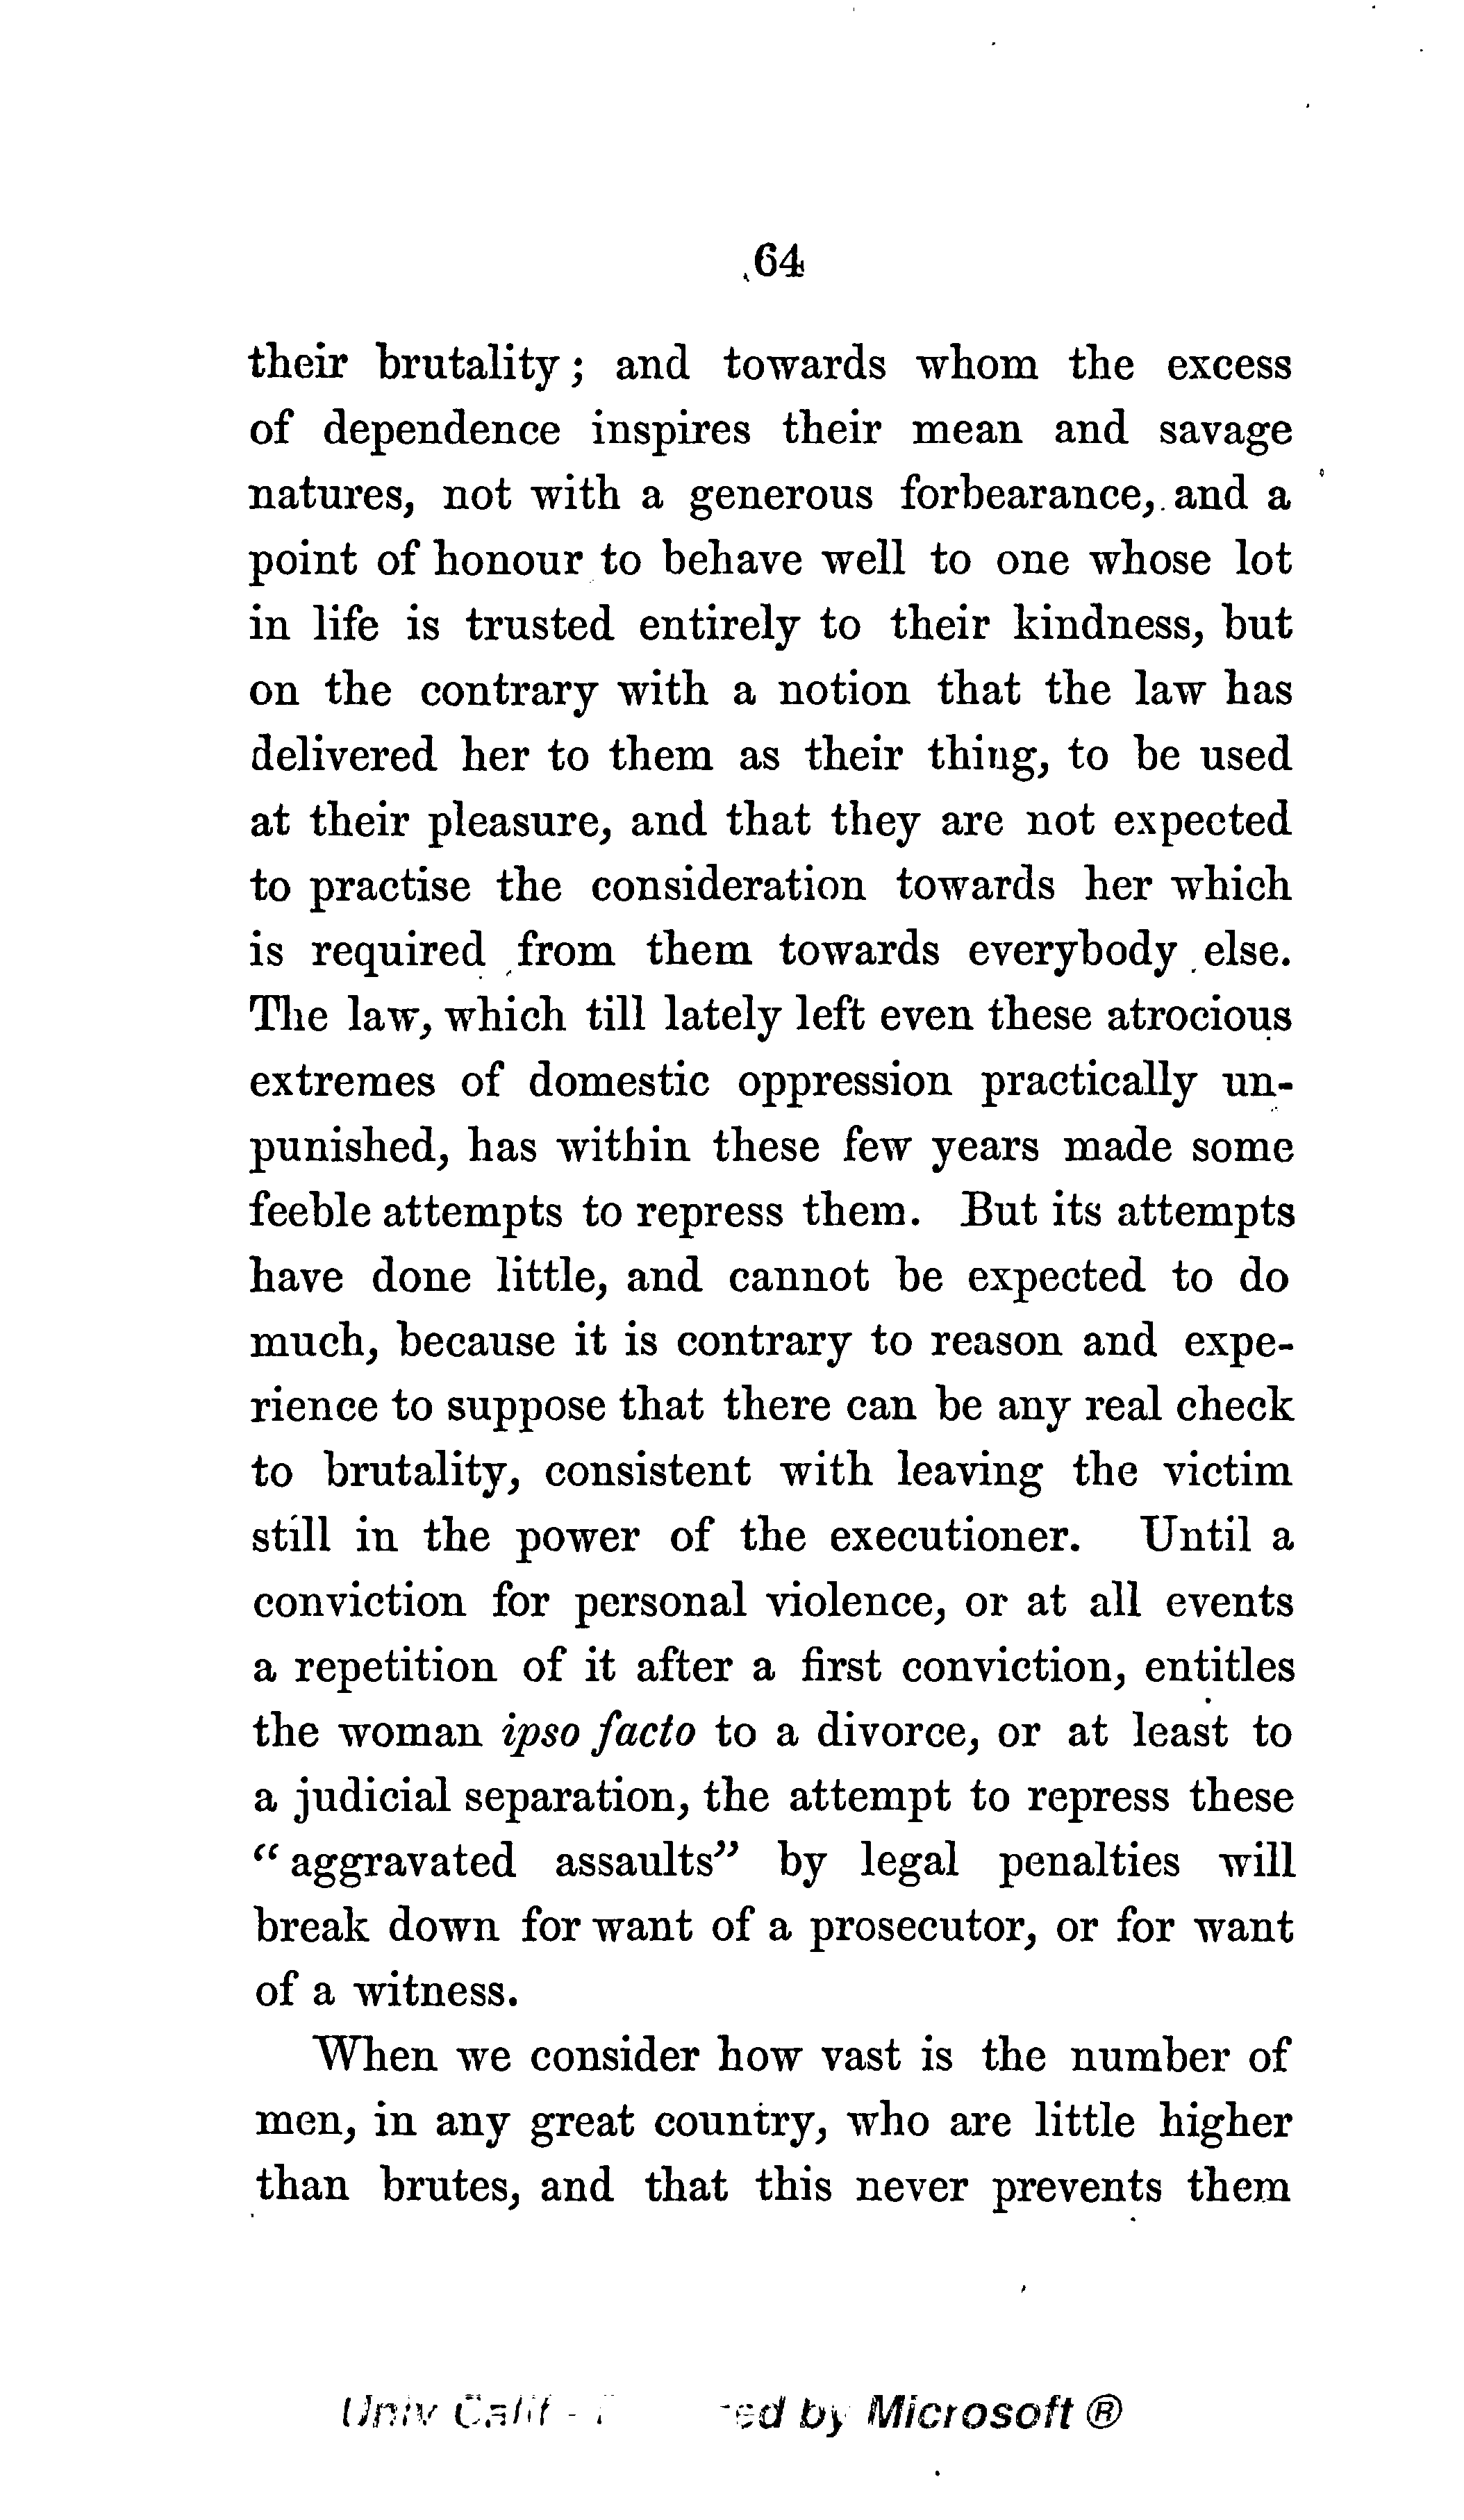 64
their brutality; and towards whom the excess
of dependence inspires their mean and savage
natures, not with a generous forbearance, and a
point of honour to behave well to one whose lot
in life is trusted entirely to their kindness, but
on the contrary with a notion that the law has
delivered her to them as their thing, to be used
at their pleasure, and that they are not expected
to practise the consideration towards her which
is required from them towards everybody else.
The law, which till lately left even these atrocious
extremes of domestic oppression practically un-
punished, has within these few years made some
feeble attempts to repress them. But its attempts
have done little, and cannot be expected to do
much, because it is contrary to reason and expe-
rience to suppose that there can be any real check
to brutality, consistent with leaving the victim
still in the power of the executioner. Until a
conviction for personal violence, or at all events
a repetition of it after a first conviction, entitles
the woman ipso facto to a divorce, or at least to
a judicial separation, the attempt to repress these
“aggravated assaults” by legal penalties will
break down for want of a prosecutor, or for want
of a witness.
When we consider how vast is the number of
men, in any great country, who are little higher
than brutes, and that this never prevents them
Univ Calif - by Microsoft ®